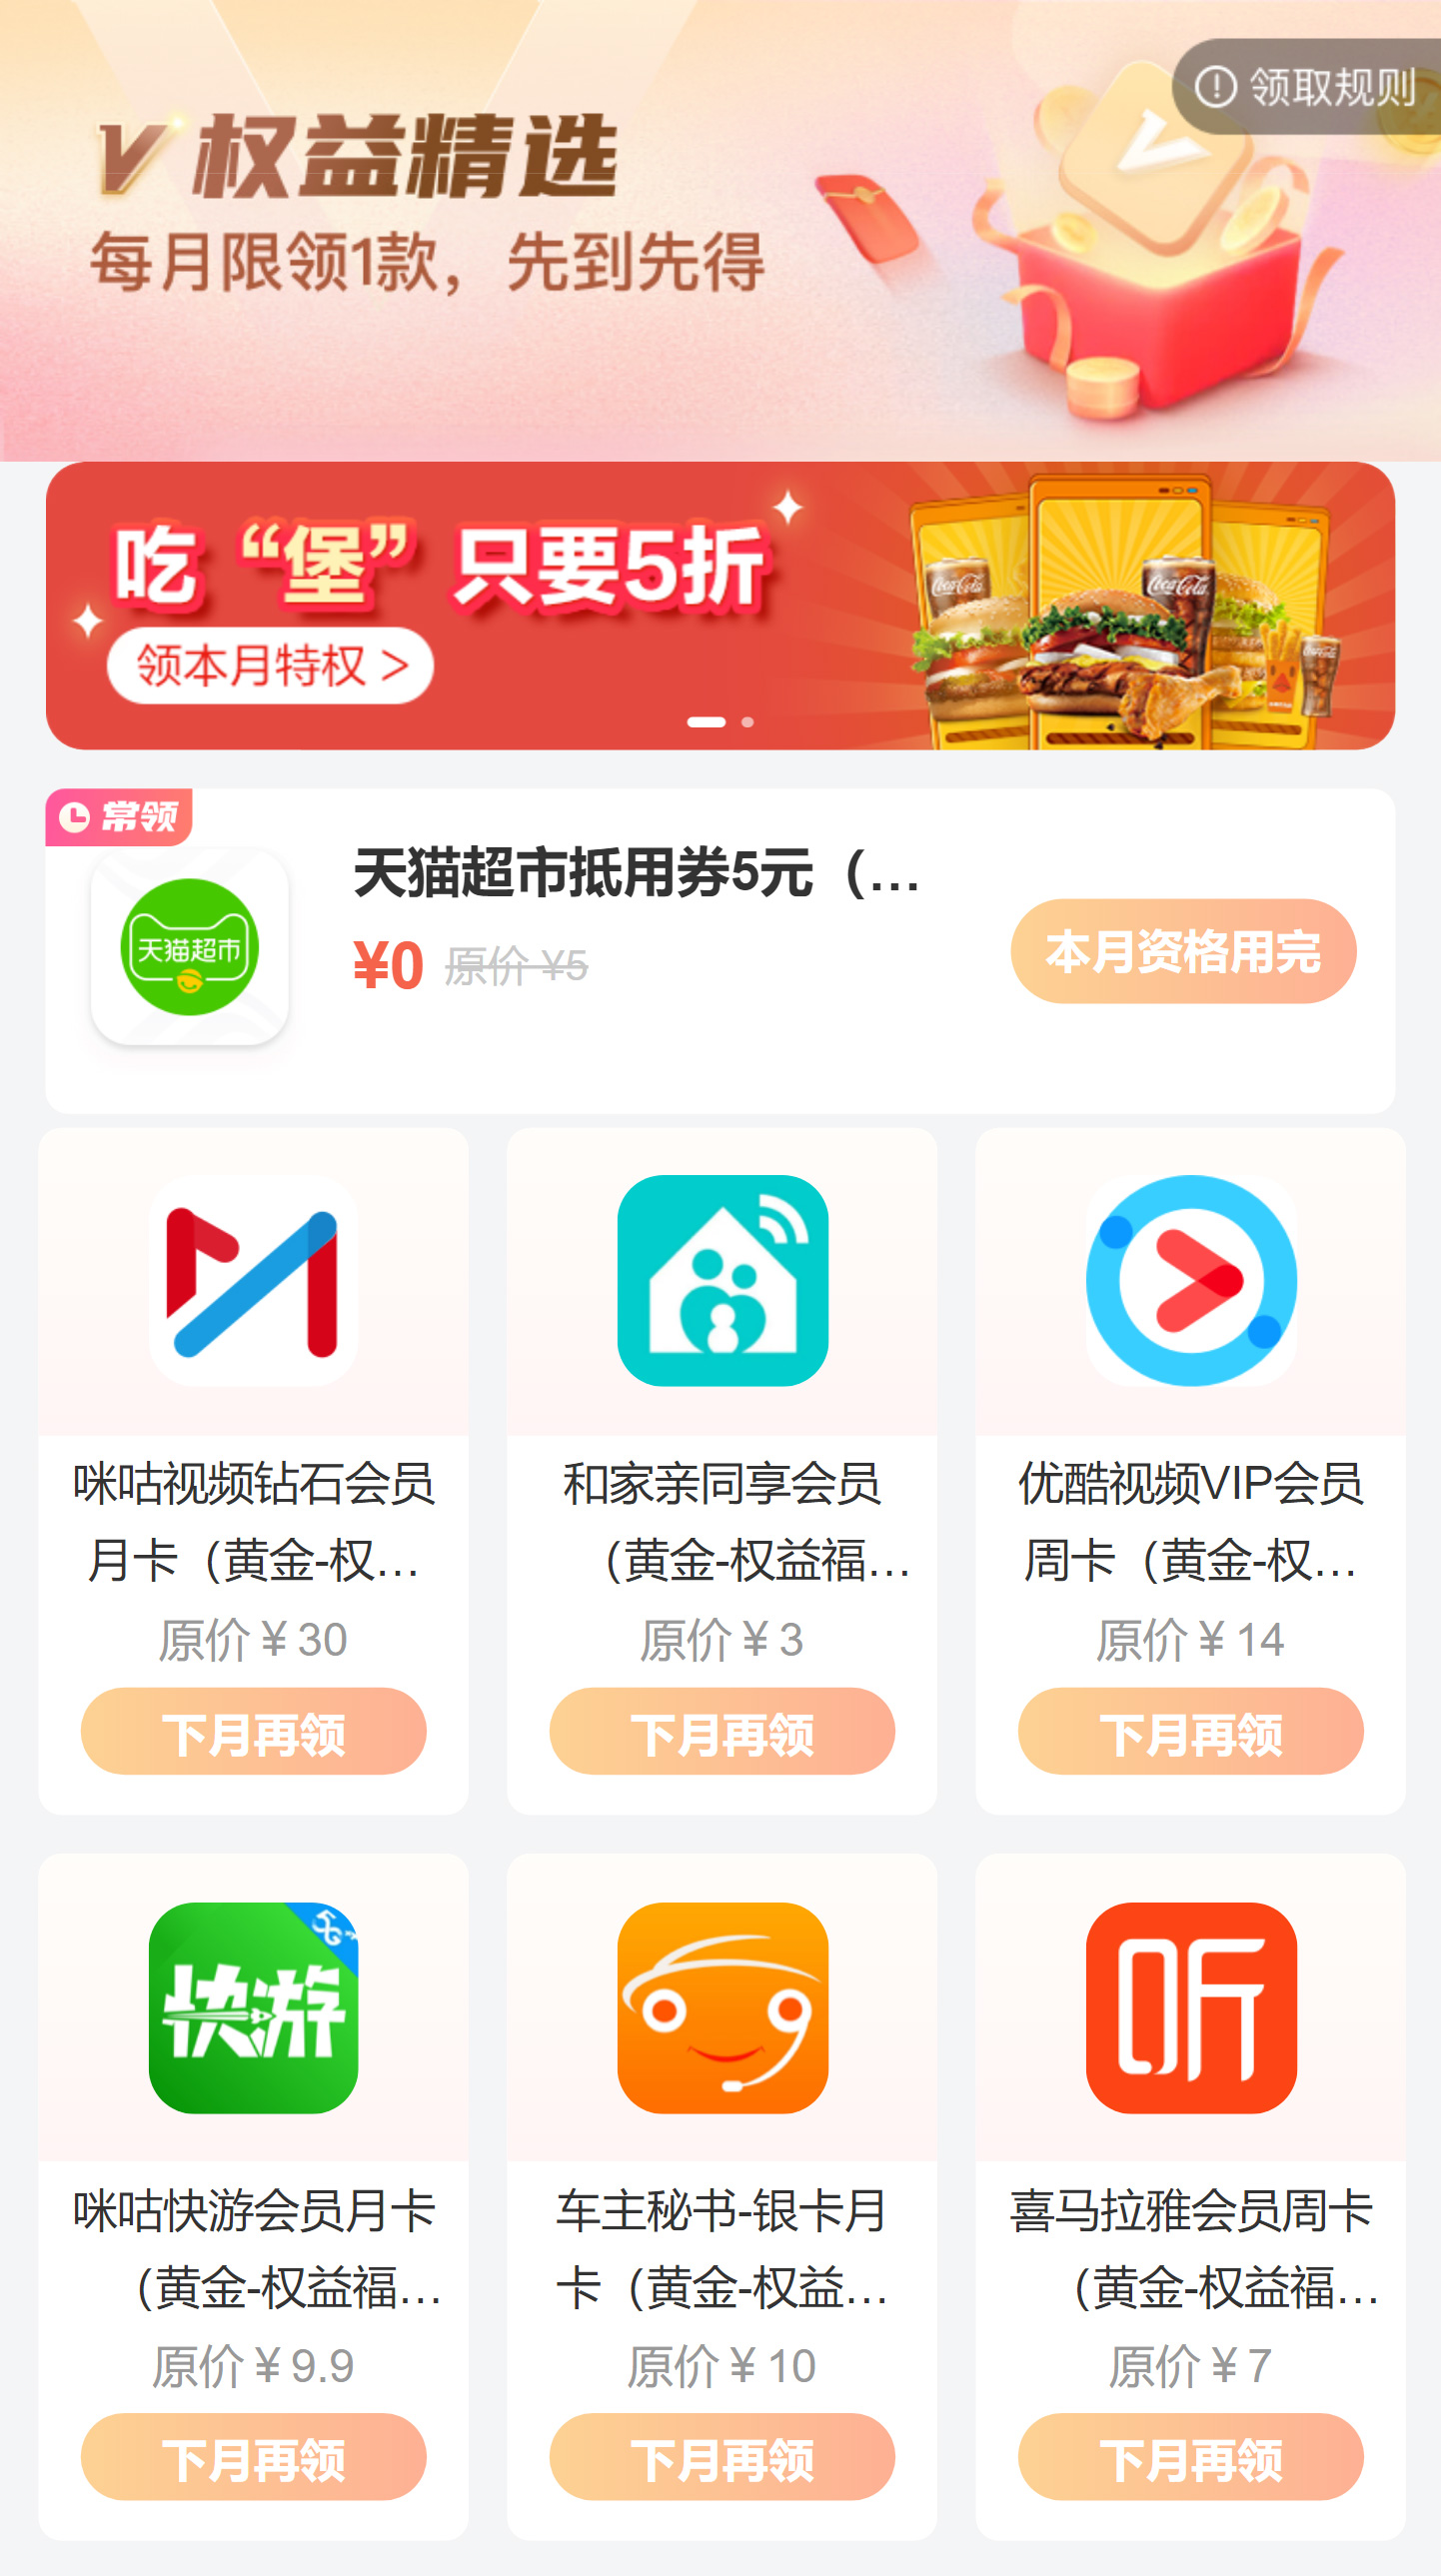 领取规则
V 权益精选
每月限领1款，先到先得
吃“堡”只要5折
领本月特权 >
Coca-Cola
Coca-Cola
常领
天猫超市
天猫超市抵用券5元（...
¥0 原价 ¥5
本月资格用完
咪咕视频钻石会员
月卡（黄金-权...
原价 ¥ 30
下月再领
和家亲同享会员
（黄金-权益福...
原价 ¥ 3
下月再领
优酷视频VIP会员
周卡（黄金-权...
原价 ¥ 14
下月再领
5G
快游
咪咕快游会员月卡
（黄金-权益福...
原价 ¥ 9.9
下月再领
车主秘书-银卡月
卡（黄金-权益...
原价 ¥ 10
下月再领
听
喜马拉雅会员周卡
（黄金-权益福...
原价 ¥ 7
下月再领